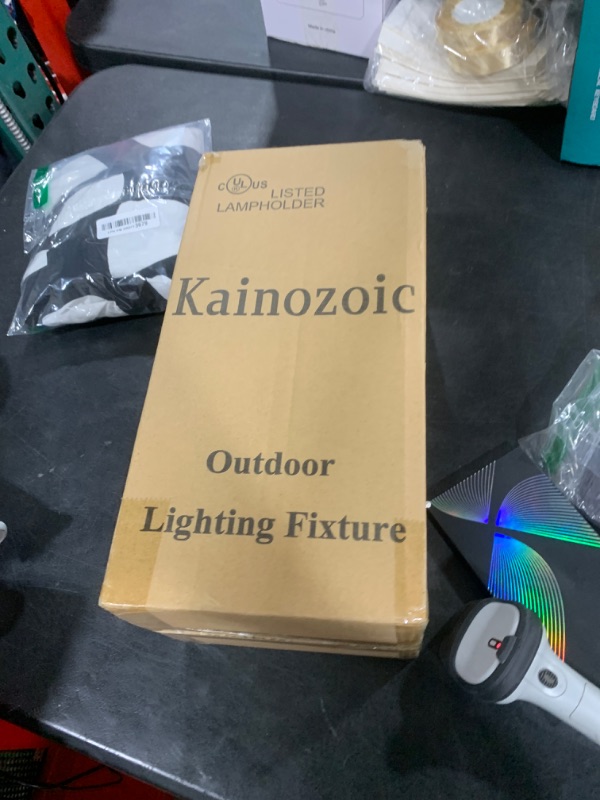 C UL US
LISTED
LAMPHOLDER
Kainozoic
Outdoor
Lighting Fixture